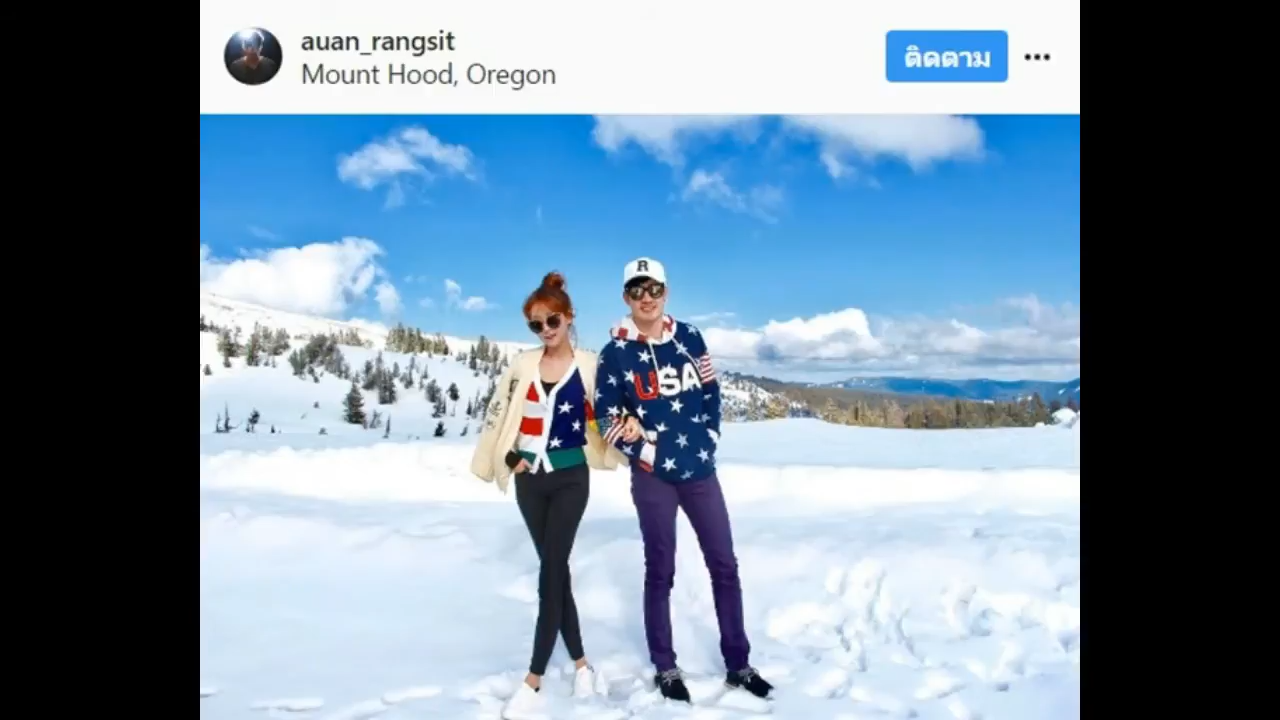 auan_rangsit
Mount Hood, Oregon
ติดตาม
R
USA